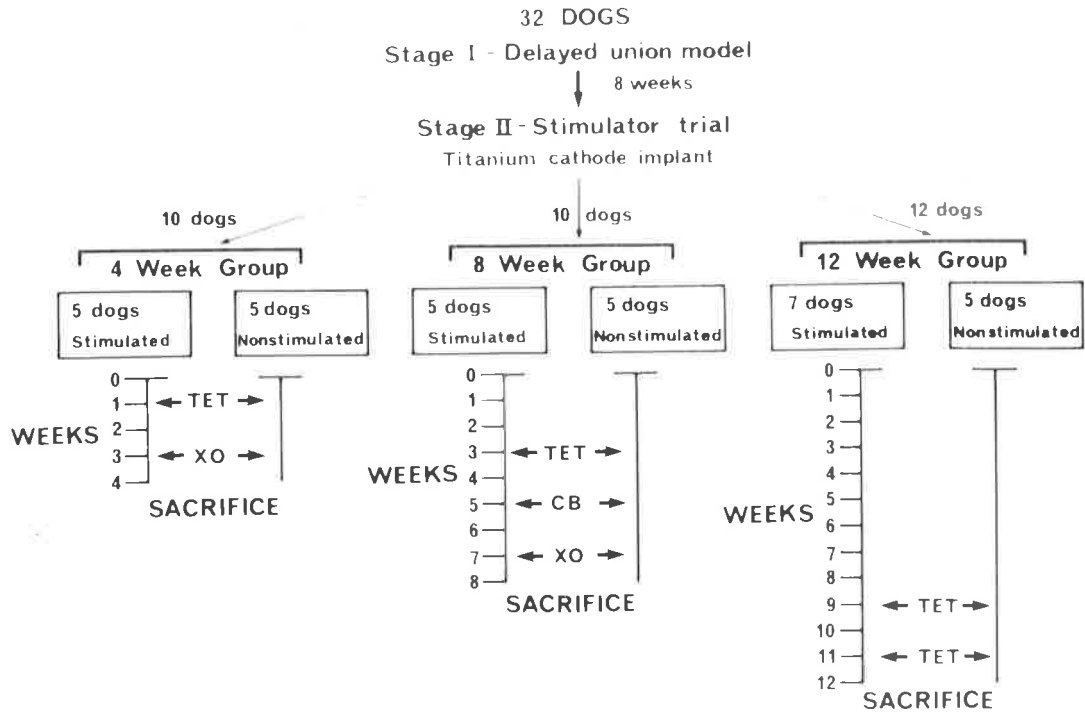 32 DOGS
Stage I - Delayed union model
8 weeks
Stage II - Stimulator trial
Titanium cathode implant
10 dogs
10 dogs
12 dogs
4 Week Group
8 Week Group
12 Week Group
5 dogs
Stimulated
5 dogs
Nonstimulated
5 dogs
Stimulated
5 dogs
Nonstimulated
7 dogs
Stimulated
5 dogs
Nonstimulated
WEEKS
0
1
2
3
4
TET
XO
SACRIFICE
WEEKS
0
1
2
3
4
5
6
7
8
TET
CB
XO
SACRIFICE
WEEKS
0
1
2
3
4
5
6
7
8
9
10
11
12
TET
TET
SACRIFICE